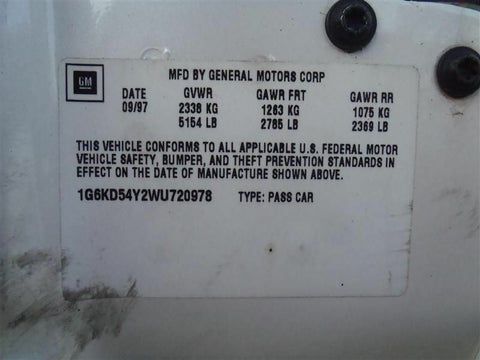 GM
MFD BY GENERAL MOTORS CORP
DATE GVWR GAWR FRT GAWR RR
09/97 2338 KG 1263 KG 1075 KG
5154 LB 2785 LB 2369 LB
THIS VEHICLE CONFORMS TO ALL APPLICABLE U.S. FEDERAL MOTOR
VEHICLE SAFETY, BUMPER, AND THEFT PREVENTION STANDARDS IN
EFFECT ON THE DATE OF MANUFACTURE SHOWN ABOVE.
1G6KD54Y2WU720978 TYPE: PASS CAR